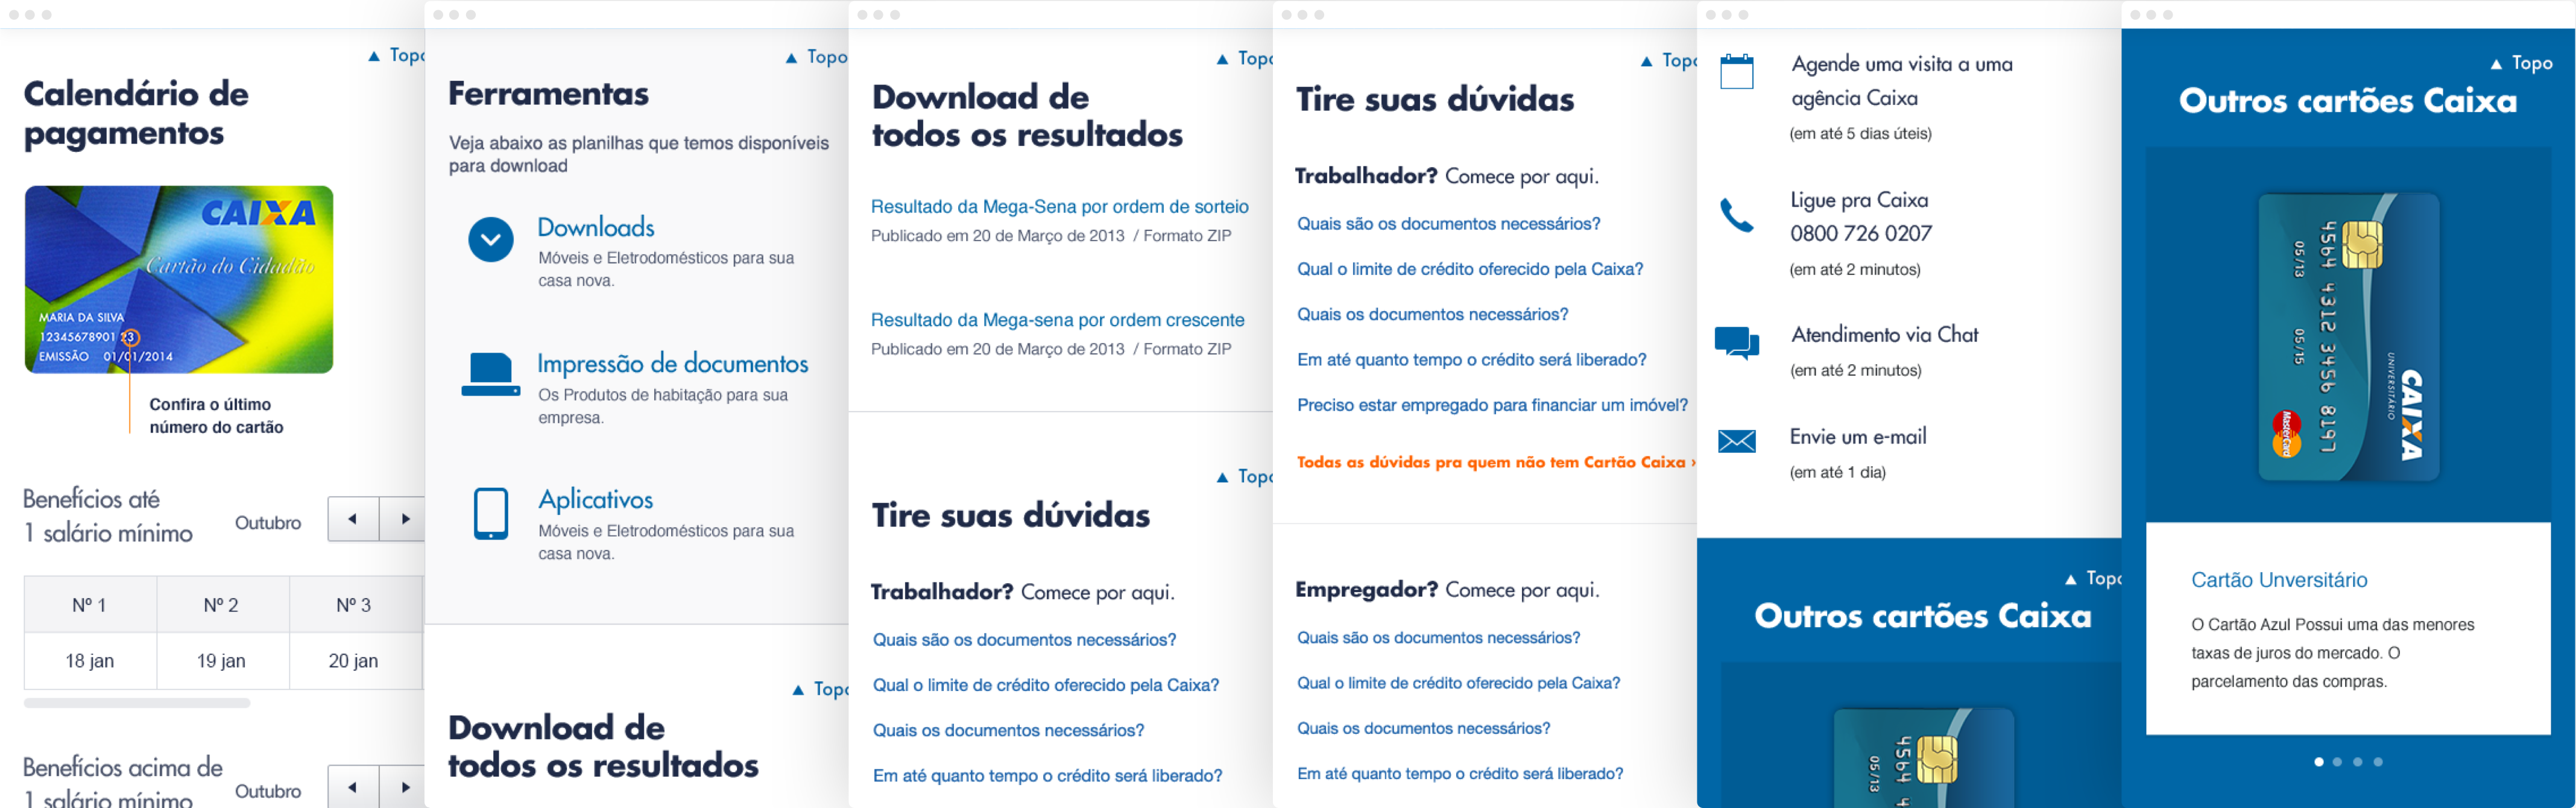 ▲ Topo
Calendário de
pagamentos
CAIXA
Cartão do Cidadão
MARIA DA SILVA
12345678901 23
EMISSÃO 01/01/2014
Confira o último
número do cartão
Benefícios até
1 salário mínimo
Outubro
Nº 1 Nº 2 Nº 3
18 jan 19 jan 20 jan
Benefícios acima de
1 salário mínimo
Outubro
▲ Topo
Ferramentas
Veja abaixo as planilhas que temos disponíveis
para download
Downloads
Móveis e Eletrodomésticos para sua
casa nova.
Impressão de documentos
Os Produtos de habitação para sua
empresa.
Aplicativos
Móveis e Eletrodomésticos para sua
casa nova.
▲ Topo
Download de
todos os resultados
▲ Topo
Download de
todos os resultados
Resultado da Mega-Sena por ordem de sorteio
Publicado em 20 de Março de 2013 / Formato ZIP
Resultado da Mega-sena por ordem crescente
Publicado em 20 de Março de 2013 / Formato ZIP
▲ Topo
Tire suas dúvidas
Trabalhador? Comece por aqui.
Quais são os documentos necessários?
Qual o limite de crédito oferecido pela Caixa?
Quais os documentos necessários?
Em até quanto tempo o crédito será liberado?
▲ Topo
Tire suas dúvidas
Trabalhador? Comece por aqui.
Quais são os documentos necessários?
Qual o limite de crédito oferecido pela Caixa?
Quais os documentos necessários?
Em até quanto tempo o crédito será liberado?
Preciso estar empregado para financiar um imóvel?
Todas as dúvidas pra quem não tem Cartão Caixa ›
Empregador? Comece por aqui.
Quais são os documentos necessários?
Qual o limite de crédito oferecido pela Caixa?
Quais os documentos necessários?
Em até quanto tempo o crédito será liberado?
Agende uma visita a uma
agência Caixa
(em até 5 dias úteis)
Ligue pra Caixa
0800 726 0207
(em até 2 minutos)
Atendimento via Chat
(em até 2 minutos)
Envie um e-mail
(em até 1 dia)
▲ Topo
Outros cartões Caixa
4564
05/13
▲ Topo
Outros cartões Caixa
CAIXA
UNIVERSITÁRIO
4564 4312 3456 8197
05/13 05/15
MasterCard
Cartão Unversitário
O Cartão Azul Possui uma das menores
taxas de juros do mercado. O
parcelamento das compras.